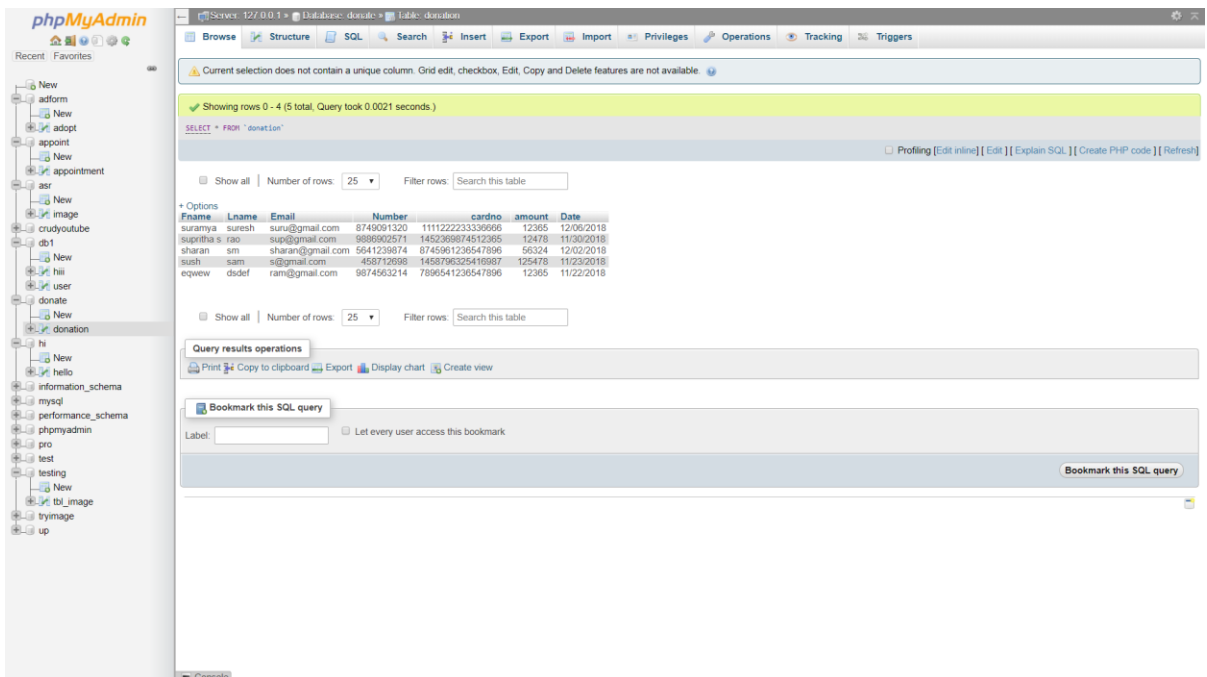 phpMyAdmin
Recent Favorites
New
adform
New
adopt
appoint
New
appointment
asr
New
image
crudyoutube
db1
New
hiii
user
donate
New
donation
hi
New
hello
information_schema
mysql
performance_schema
phpmyadmin
pro
test
testing
New
tbl_image
tryimage
up
Server: 127.0.0.1 » Database: donate » Table: donation
Browse Structure SQL Search Insert Export Import Privileges Operations Tracking Triggers
Current selection does not contain a unique column. Grid edit, checkbox, Edit, Copy and Delete features are not available.
Showing rows 0 - 4 (5 total, Query took 0.0021 seconds.)
SELECT * FROM `donation`
Profiling [Edit inline] [ Edit ] [ Explain SQL ] [ Create PHP code ] [ Refresh]
Show all | Number of rows: 25 Filter rows: Search this table
+ Options
Fname Lname Email Number cardno amount Date
suramya suresh suru@gmail.com 8749091320 1111222233336666 12365 12/06/2018
supritha s rao sup@gmail.com 9886902571 1452369874512365 12478 11/30/2018
sharan sm sharan@gmail.com 5641239874 8745961236547896 56324 12/02/2018
sush sam s@gmail.com 458712698 1458796325416987 125478 11/23/2018
eqwew dsdef ram@gmail.com 9874563214 7896541236547896 12365 11/22/2018
Show all | Number of rows: 25 Filter rows: Search this table
Query results operations
Print Copy to clipboard Export Display chart Create view
Bookmark this SQL query
Label: Let every user access this bookmark
Bookmark this SQL query
Console